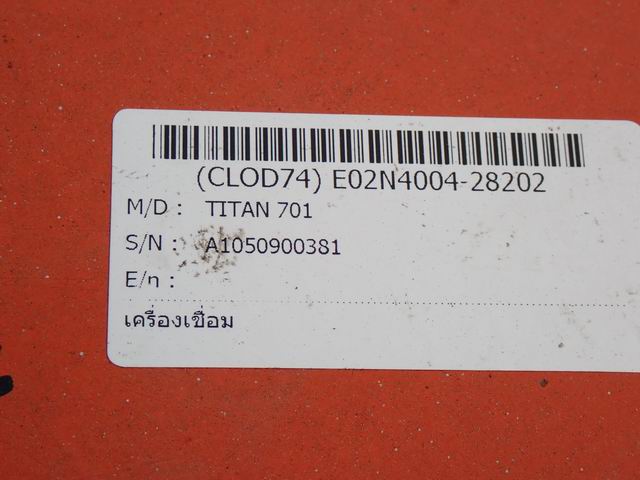 (CLOD74) E02N4004-28202
M/D : TITAN 701
S/N : A1050900381
E/n :
เครื่องเชื่อม